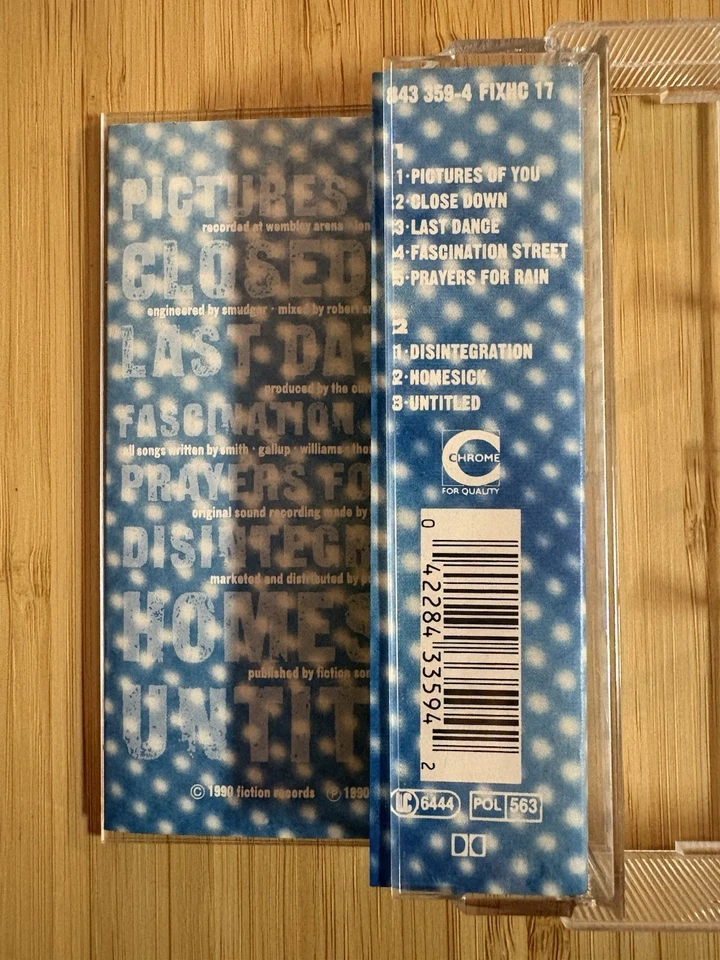 PICTURES
recorded at wembley arena
CLOSED
engineered by smudger · mixed by robert
LAST DA
produced by the
FASCINATION
all songs written by smith · gallup · williams ·
PRAYERS FO
original sound recording made by
DISINTEGR
marketed and distributed by
HOMES
published by fiction
UNTIT
© 1990 fiction records ℗ 1990
843 359-4 FIXHC 17
1
1·PICTURES OF YOU
2·CLOSE DOWN
3·LAST DANCE
4·FASCINATION STREET
5·PRAYERS FOR RAIN
2
1·DISINTEGRATION
2·HOMESICK
3·UNTITLED
CHROME
FOR QUALITY
0 42284 33594 2
LC 6444 POL 563